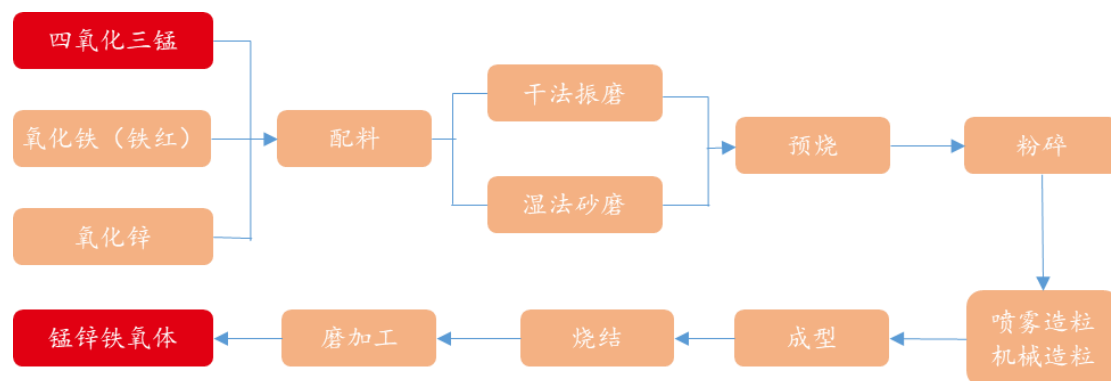 四氧化三锰
氧化铁（铁红）
氧化锌
配料
干法振磨
湿法砂磨
预烧
粉碎
喷雾造粒
机械造粒
成型
烧结
磨加工
锰锌铁氧体